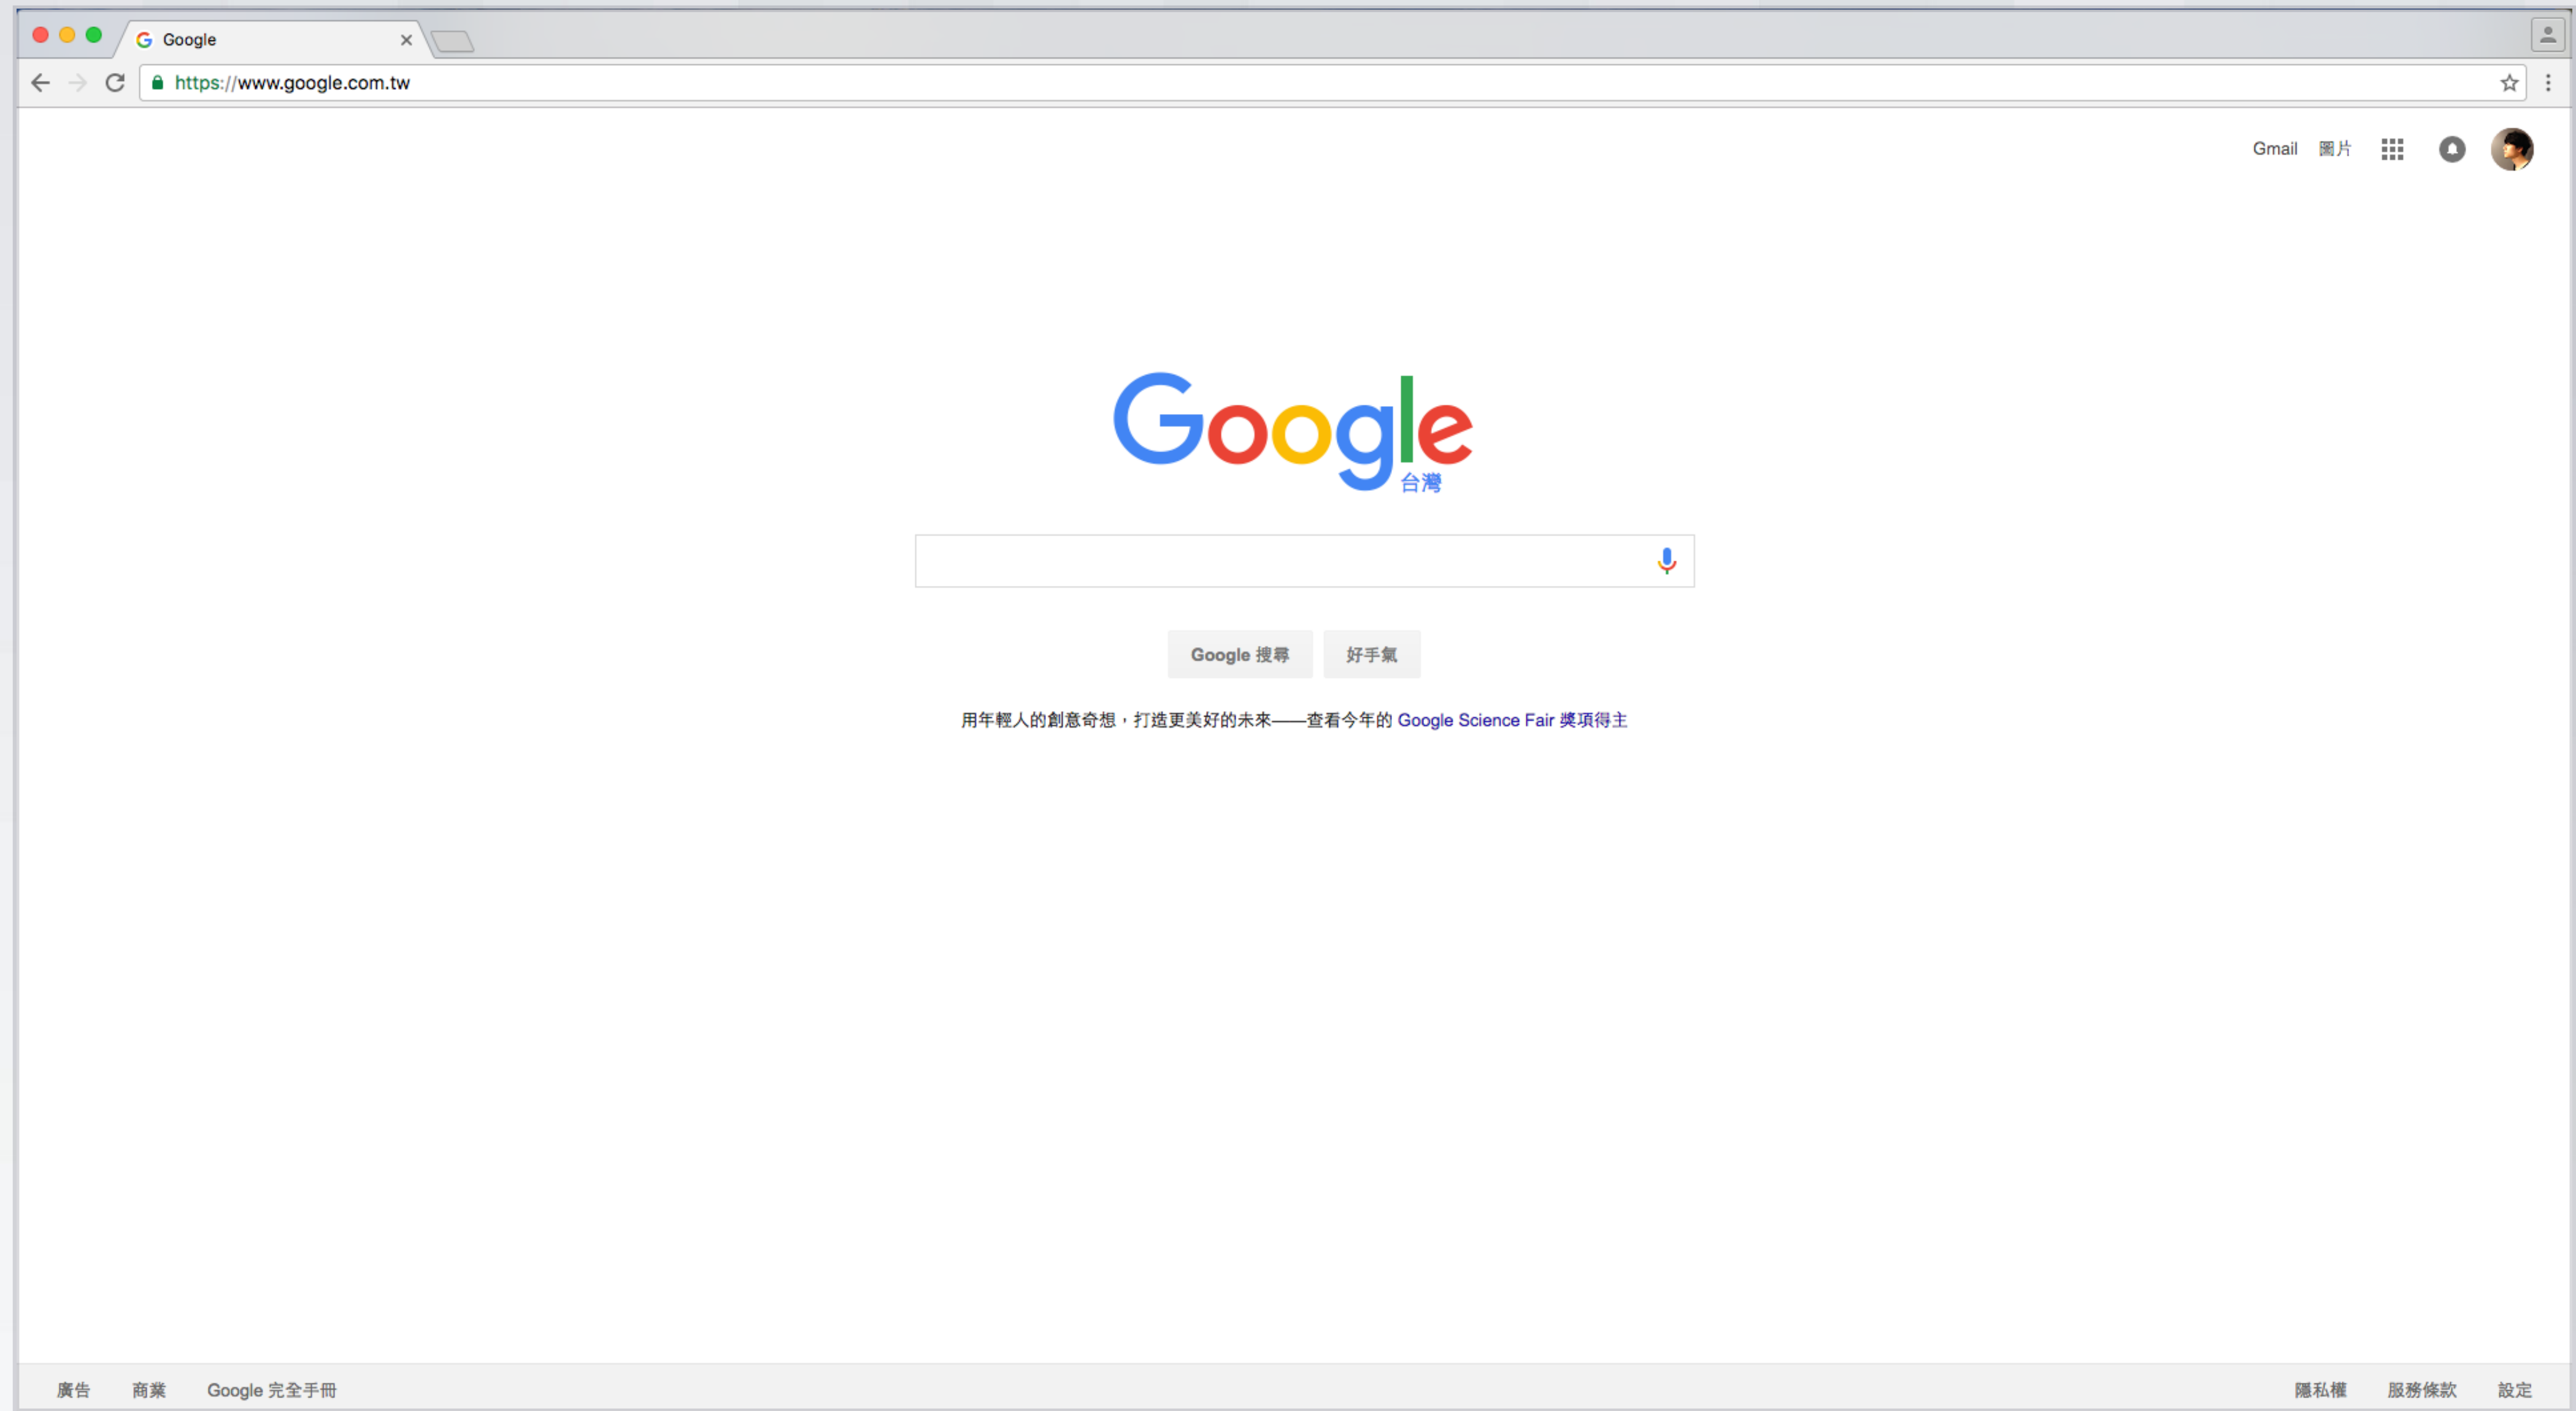 Google
https://www.google.com.tw
Gmail 圖片
Google
台灣
Google 搜尋 好手氣
用年輕人的創意奇想，打造更美好的未來——查看今年的 Google Science Fair 獎項得主
廣告 商業 Google 完全手冊 隱私權 服務條款 設定